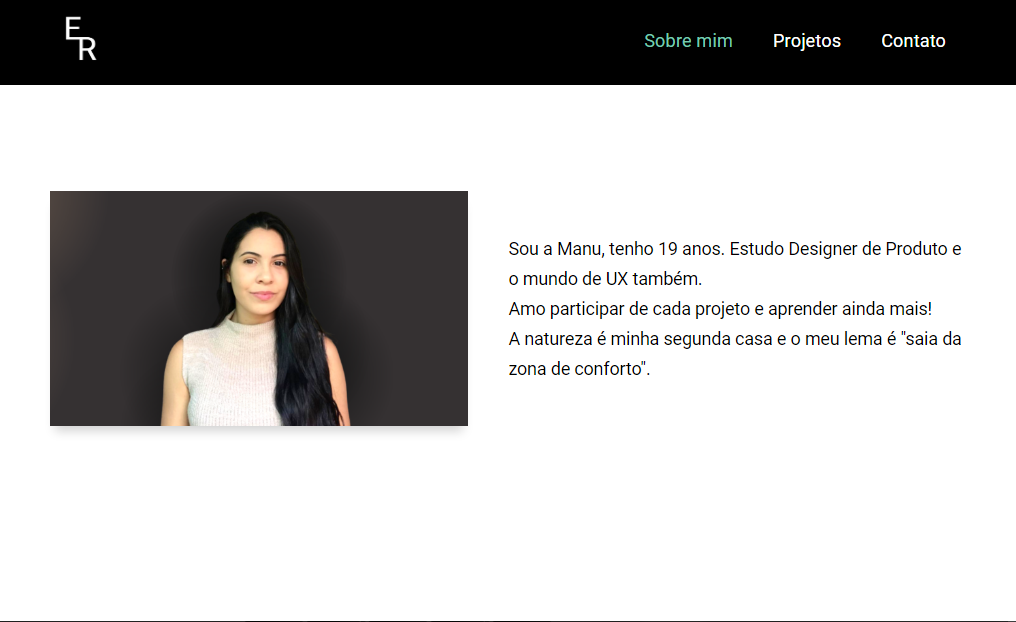 E
R
Sobre mim Projetos Contato
Sou a Manu, tenho 19 anos. Estudo Designer de Produto e
o mundo de UX também.
Amo participar de cada projeto e aprender ainda mais!
A natureza é minha segunda casa e o meu lema é "saia da
zona de conforto".